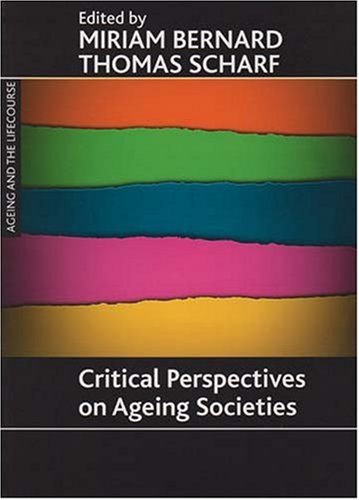 Edited by
MIRIAM BERNARD
THOMAS SCHARF
AGEING AND THE LIFECOURSE
Critical Perspectives
on Ageing Societies